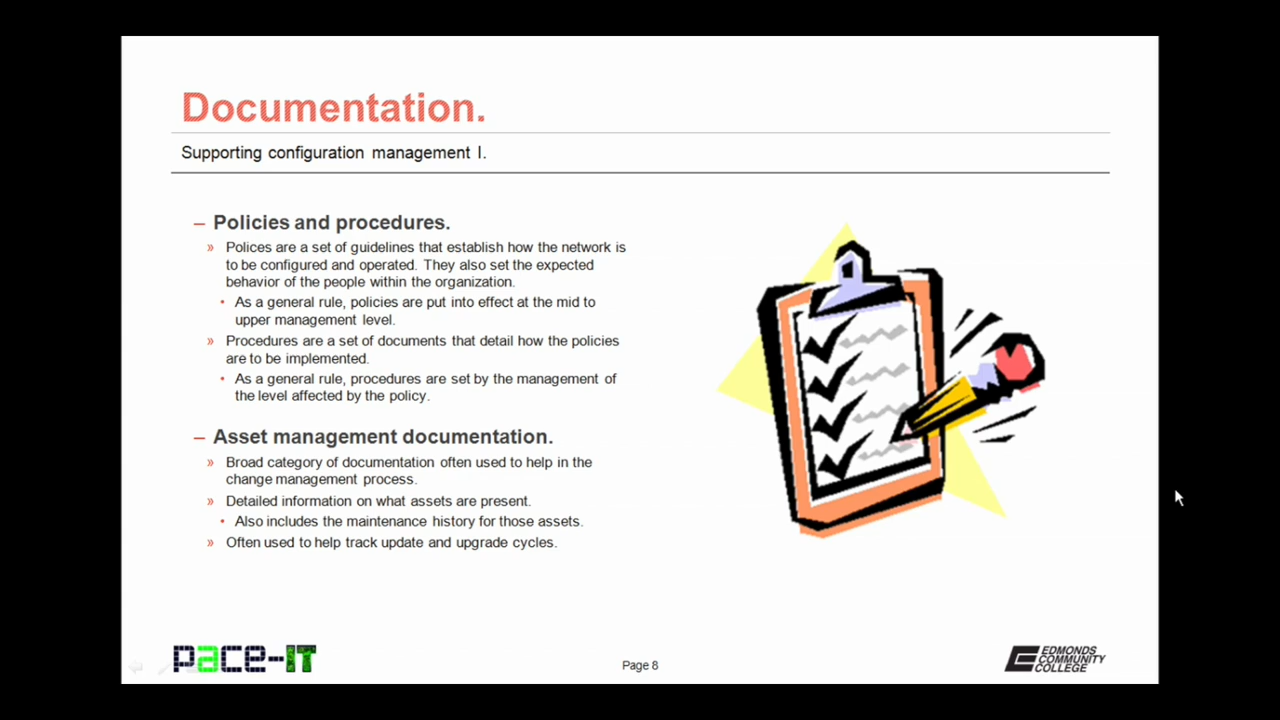 Documentation.
Supporting configuration management I.
– Policies and procedures.
» Polices are a set of guidelines that establish how the network is
to be configured and operated. They also set the expected
behavior of the people within the organization.
• As a general rule, policies are put into effect at the mid to
upper management level.
» Procedures are a set of documents that detail how the policies
are to be implemented.
• As a general rule, procedures are set by the management of
the level affected by the policy.
– Asset management documentation.
» Broad category of documentation often used to help in the
change management process.
» Detailed information on what assets are present.
• Also includes the maintenance history for those assets.
» Often used to help track update and upgrade cycles.
pace-IT
Page 8
EDMONDS
COMMUNITY
COLLEGE